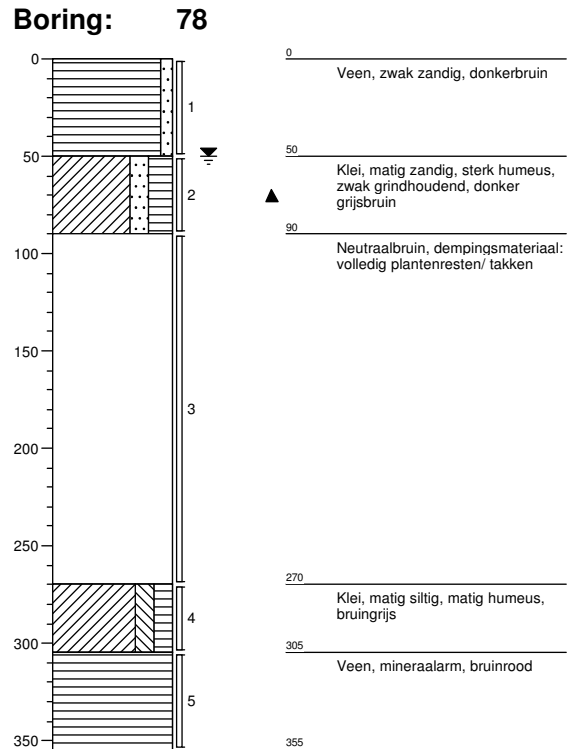 Boring: 78
0
50
100
150
200
250
300
350
1
2
3
4
5
0
Veen, zwak zandig, donkerbruin
50
Klei, matig zandig, sterk humeus,
zwak grindhoudend, donker
grijsbruin
90
Neutraalbruin, dempingsmateriaal:
volledig plantenresten/ takken
270
Klei, matig siltig, matig humeus,
bruingrijs
305
Veen, mineraalarm, bruinrood
355